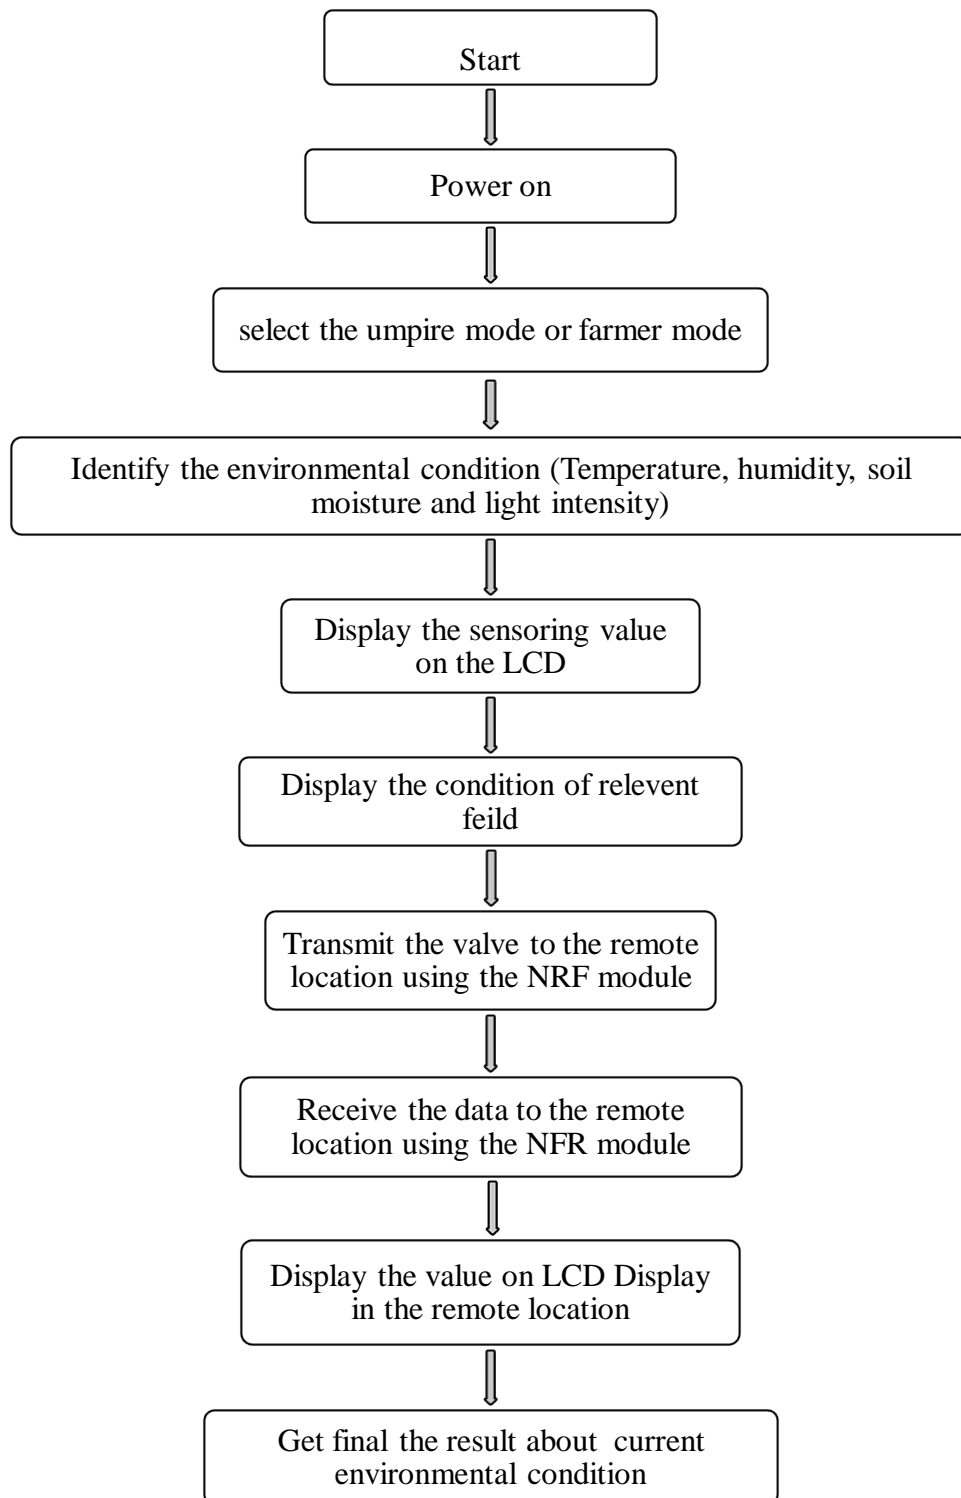 Start
Power on
select the umpire mode or farmer mode
Identify the environmental condition (Temperature, humidity, soil
moisture and light intensity)
Display the sensoring value
on the LCD
Display the condition of relevent
feild
Transmit the valve to the remote
location using the NRF module
Receive the data to the remote
location using the NFR module
Display the value on LCD Display
in the remote location
Get final the result about current
environmental condition